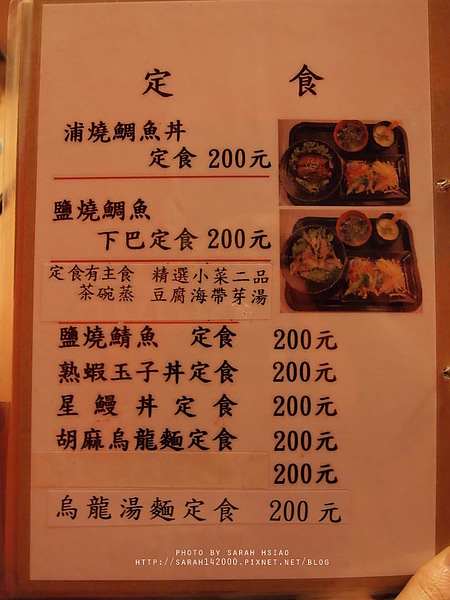 定 食
浦燒鯛魚丼
定食 200元
鹽燒鯛魚
下巴定食 200元
定食有主食 精選小菜二品
茶碗蒸 豆腐海帶芽湯
鹽燒鯖魚 定食 200元
熟蝦玉子丼定食 200元
星鰻丼定食 200元
胡麻烏龍麵定食 200元
200元
烏龍湯麵定食 200元
PHOTO BY SARAH HSIAO
HTTP://SARAH142000.PIXNET.NET/BLOG